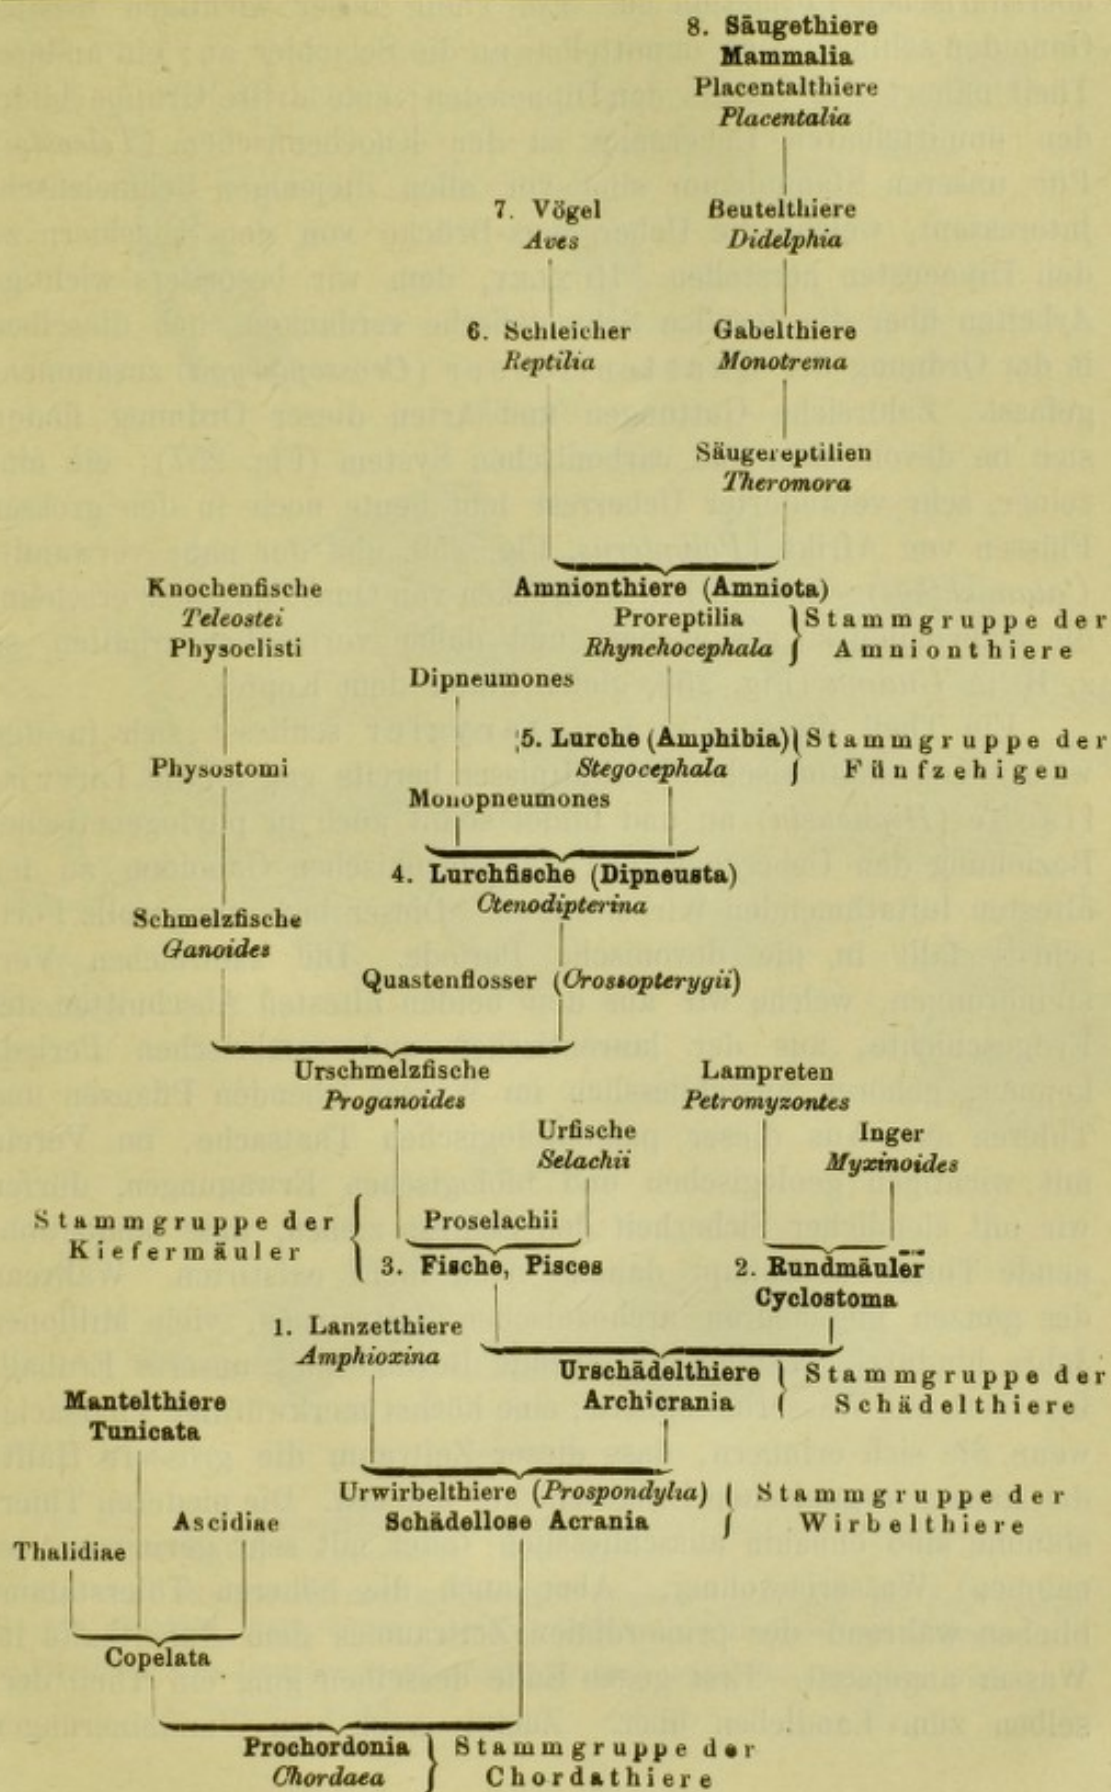 8. Säugethiere
Mammalia
Placentalthiere
Placentalia
7. Vögel
Aves
Beutelthiere
Didelphia
6. Schleicher
Reptilia
Gabelthiere
Monotrema
Säugereptilien
Theromora
Knochenfische
Teleostei
Physoclisti
Amnionthiere (Amniota)
Proreptilia
Rhynchocephala
Stammgruppe der
Amnionthiere
Dipneumones
Physostomi
5. Lurche (Amphibia)
Stegocephala
Stammgruppe der
Fünfzehigen
Monopneumones
4. Lurchfische (Dipneusta)
Ctenodipterina
Schmelzfische
Ganoides
Quastenflosser (Crossopterygii)
Urschmelzfische
Proganoides
Lampreten
Petromyzontes
Urfische
Selachii
Inger
Myxinoides
Stammgruppe der
Kiefermäuler
Proselachii
3. Fische, Pisces
2. Rundmäuler
Cyclostoma
1. Lanzetthiere
Amphioxina
Urschädelthiere
Archicrania
Stammgruppe der
Schädelthiere
Mantelthiere
Tunicata
Urwirbelthiere (Prospondylia)
Schädellose Acrania
Stammgruppe der
Wirbelthiere
Ascidiae
Thalidiae
Copelata
Prochordonia
Chordaea
Stammgruppe der
Chordathiere